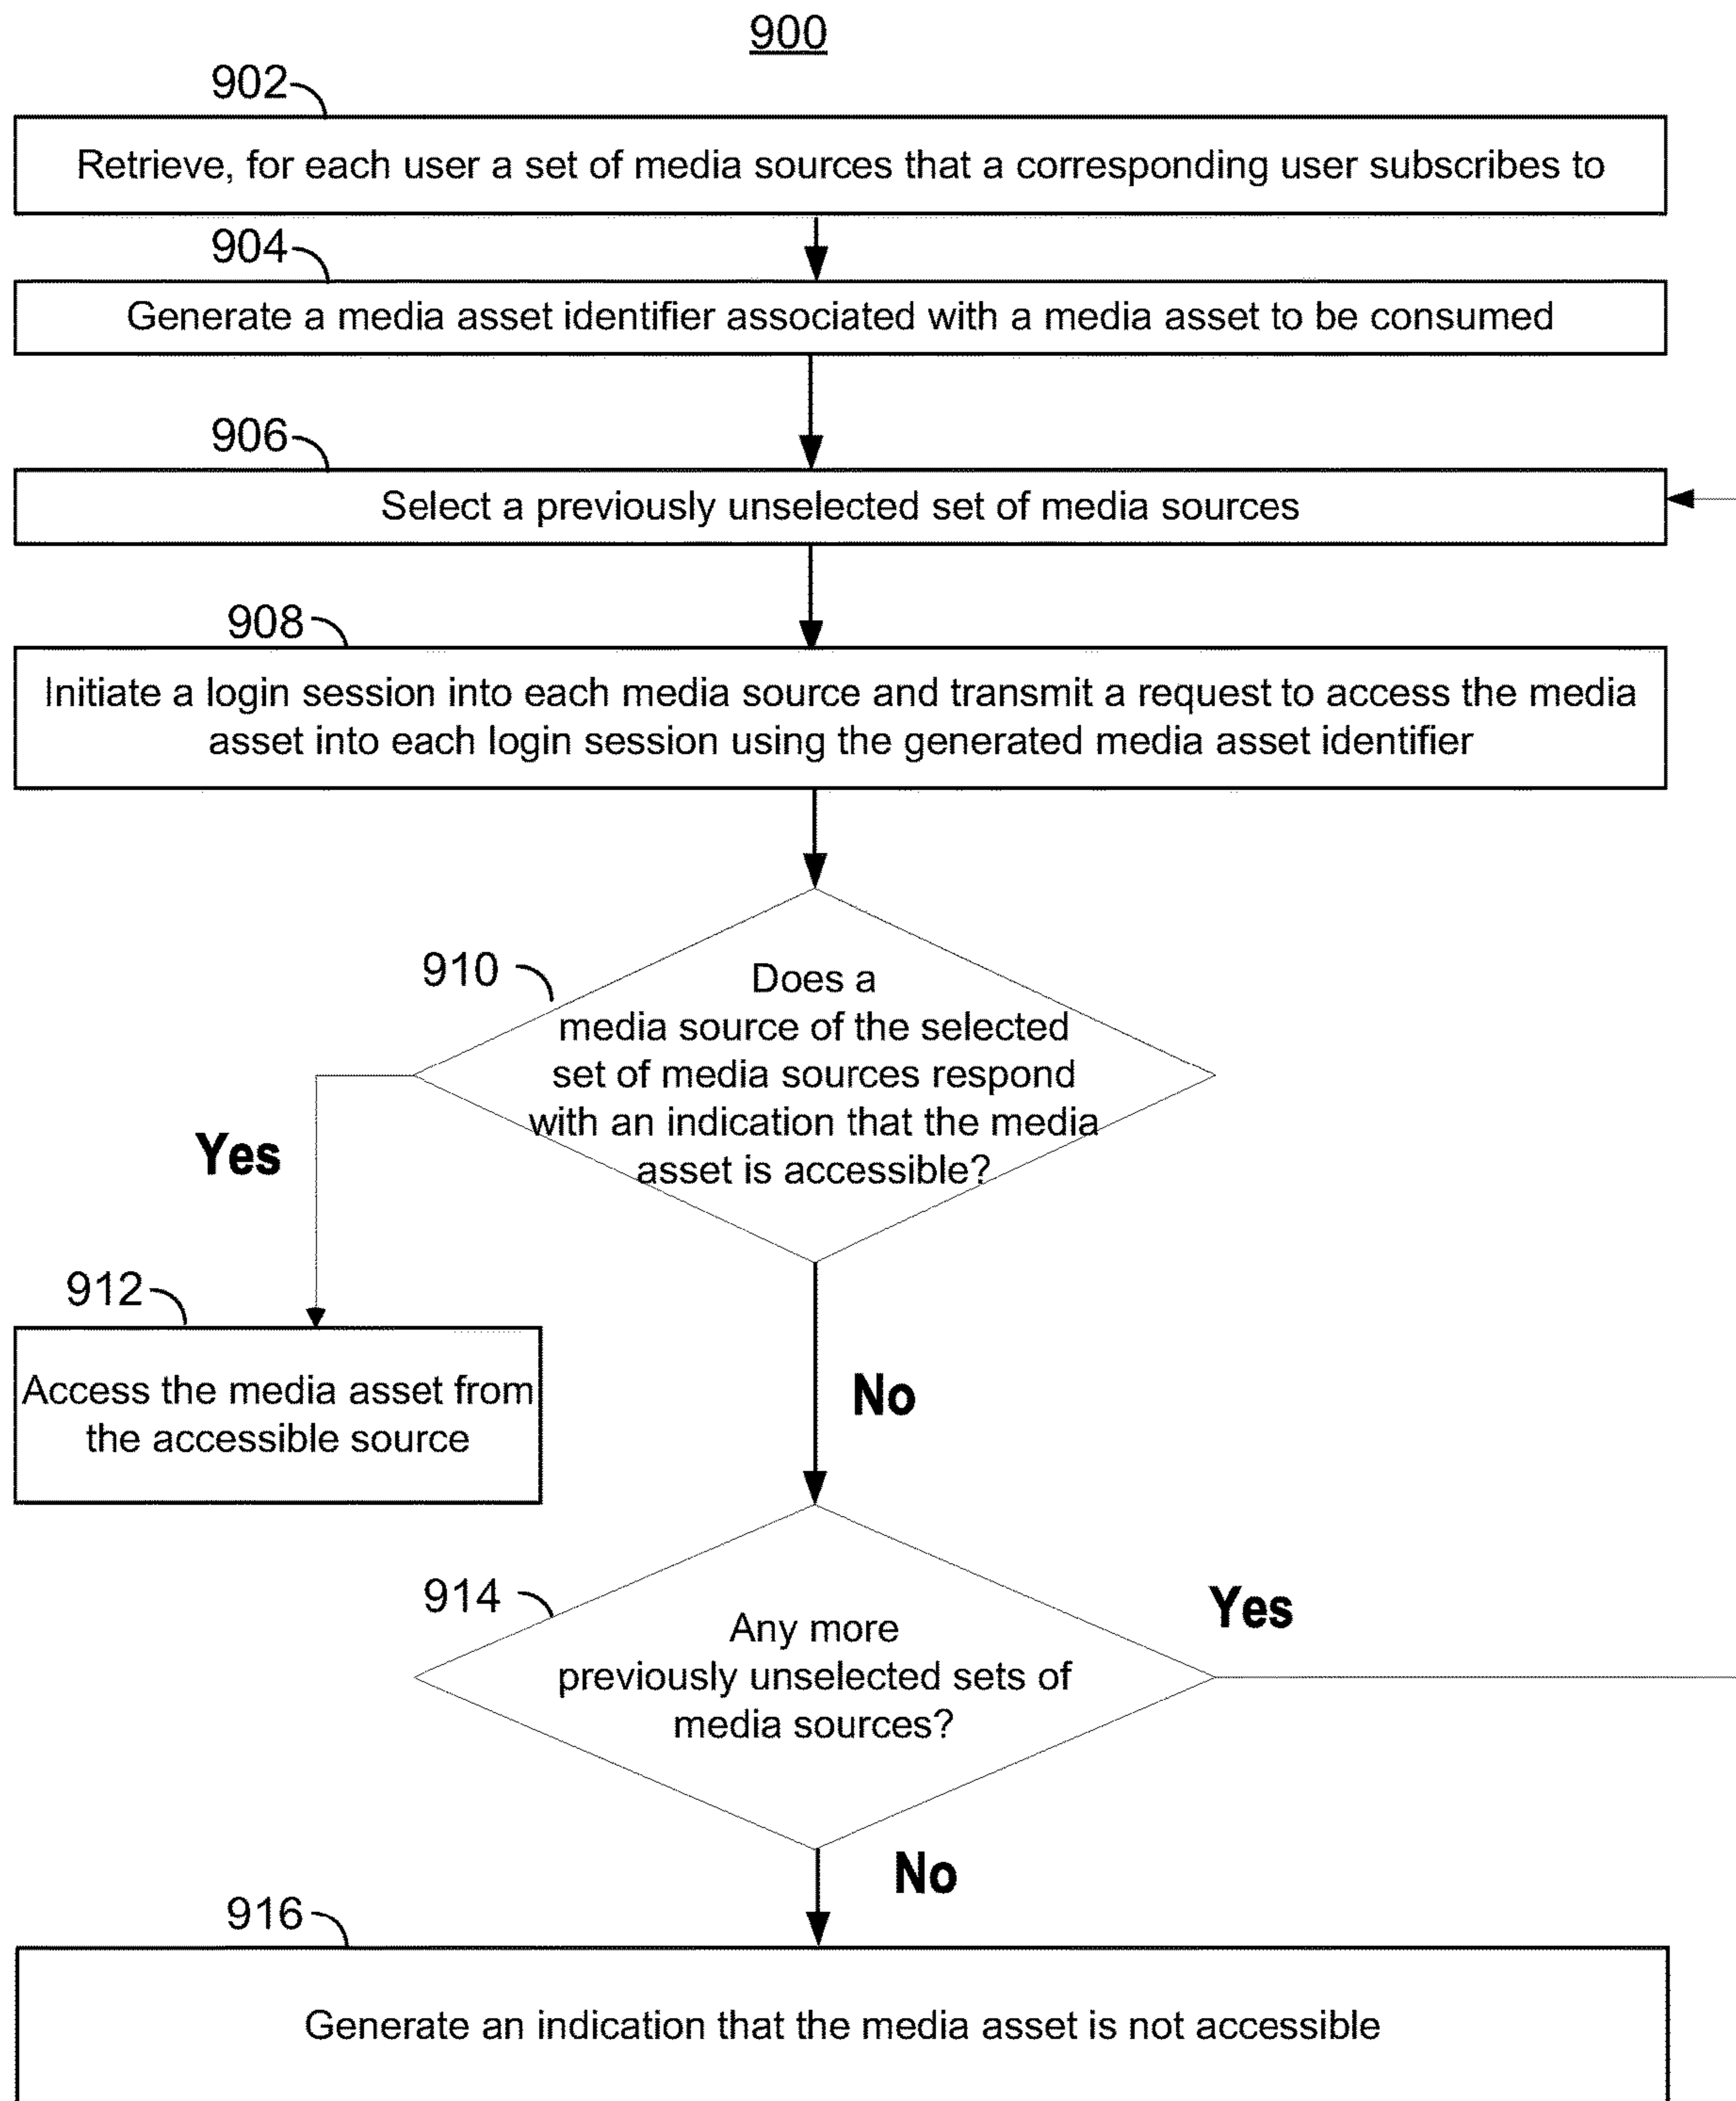 900
902
Retrieve, for each user a set of media sources that a corresponding user subscribes to
904
Generate a media asset identifier associated with a media asset to be consumed
906
Select a previously unselected set of media sources
908
Initiate a login session into each media source and transmit a request to access the media
asset into each login session using the generated media asset identifier
910
Does a
media source of the selected
set of media sources respond
with an indication that the media
asset is accessible?
Yes
912
Access the media asset from
the accessible source
No
914
Any more
previously unselected sets of
media sources?
Yes
No
916
Generate an indication that the media asset is not accessible